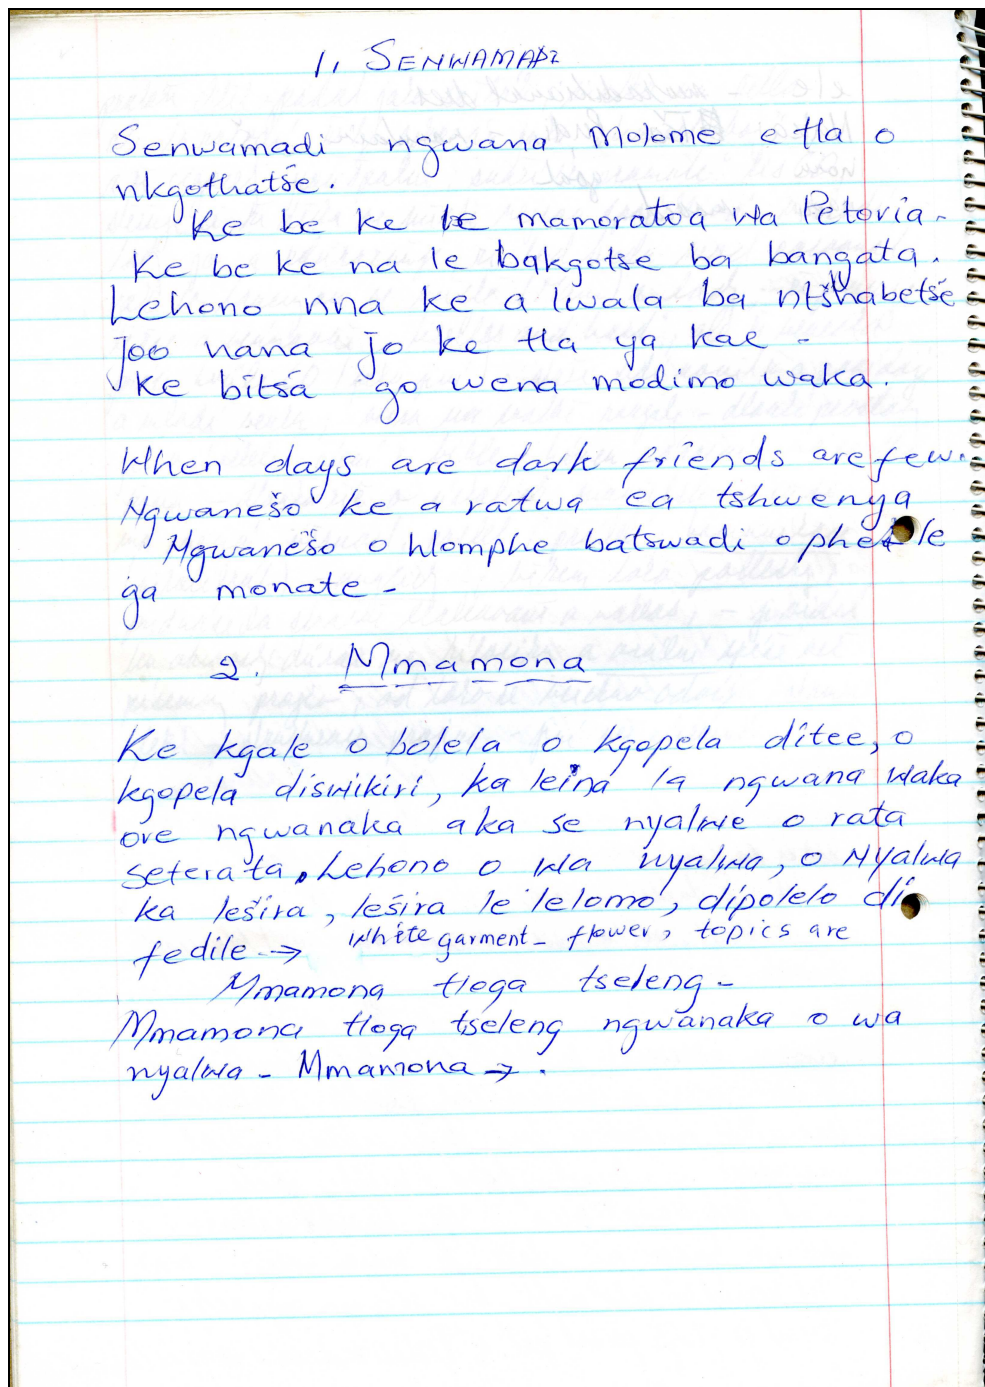 1. SENWAMADI
Senwamadi ngwana Molome e tla o
nkgothatše.
Ke be ke le mamoratoa wa Petoria-
Ke be ke na le bakgotse ba bangata.
Lehono nna ke a lwala ba ntšhabetše
joo nana jo ke tla ya kae -
Ke bitša go wena modimo waka.
When days are dark friends are few.
Ngwanešo ke a ratwa ea tshwenya
Ngwanešo o hlomphe batswadi o phele
ga monate -
2. Mmamona
Ke kgale o bolela o kgopela ditee, o
kgopela diswikiri, ka leina la ngwana waka
ore ngwanaka aka se nyalwe o rata
seterata, Lehono o wa nyalwa, o Nyalwa
ka lešira, lešira le lelomo, dipolelo di
fedile → White garment - flower, topics are
Mmamona tloga tseleng -
Mmamona tloga tseleng ngwanaka o wa
nyalwa - Mmamona → .